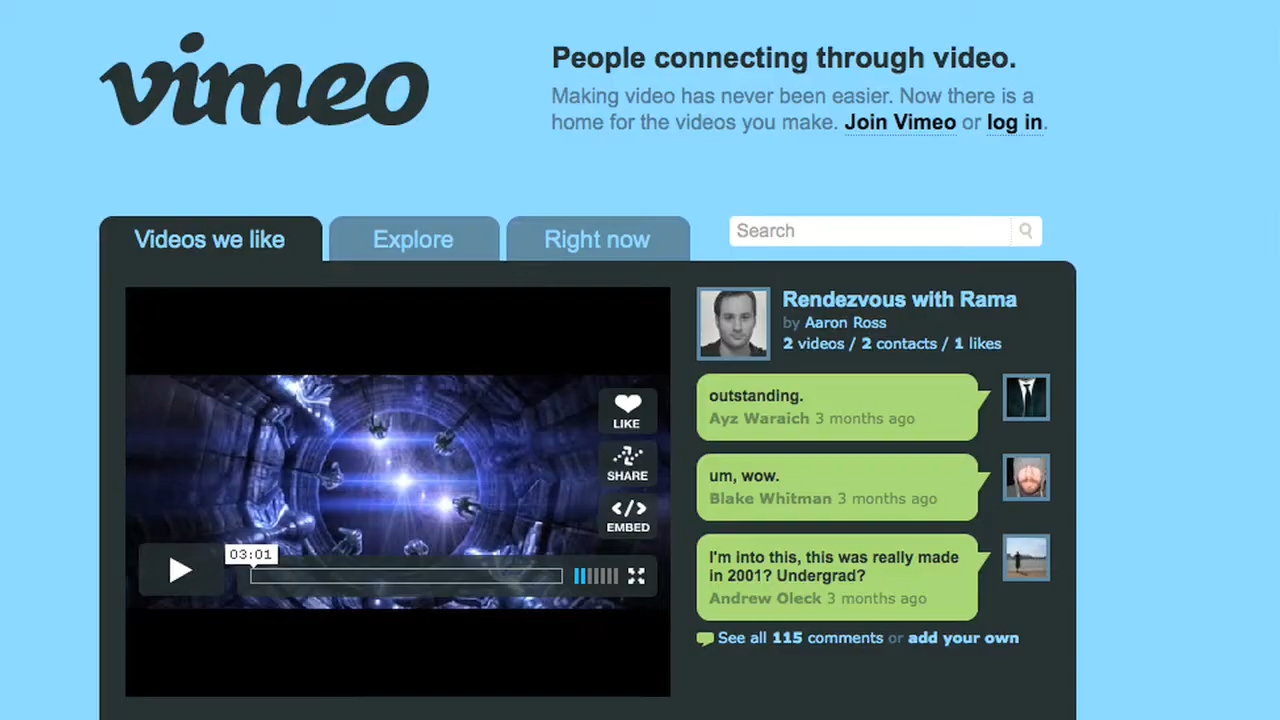 vimeo
People connecting through video.
Making video has never been easier. Now there is a
home for the videos you make. Join Vimeo or log in.
Videos we like
Explore
Right now
Search
Rendezvous with Rama
by Aaron Ross
2 videos / 2 contacts / 1 likes
LIKE
SHARE
EMBED
03:01
outstanding.
Ayz Waraich 3 months ago
um, wow.
Blake Whitman 3 months ago
I'm into this, this was really made
in 2001? Undergrad?
Andrew Oleck 3 months ago
See all 115 comments or add your own